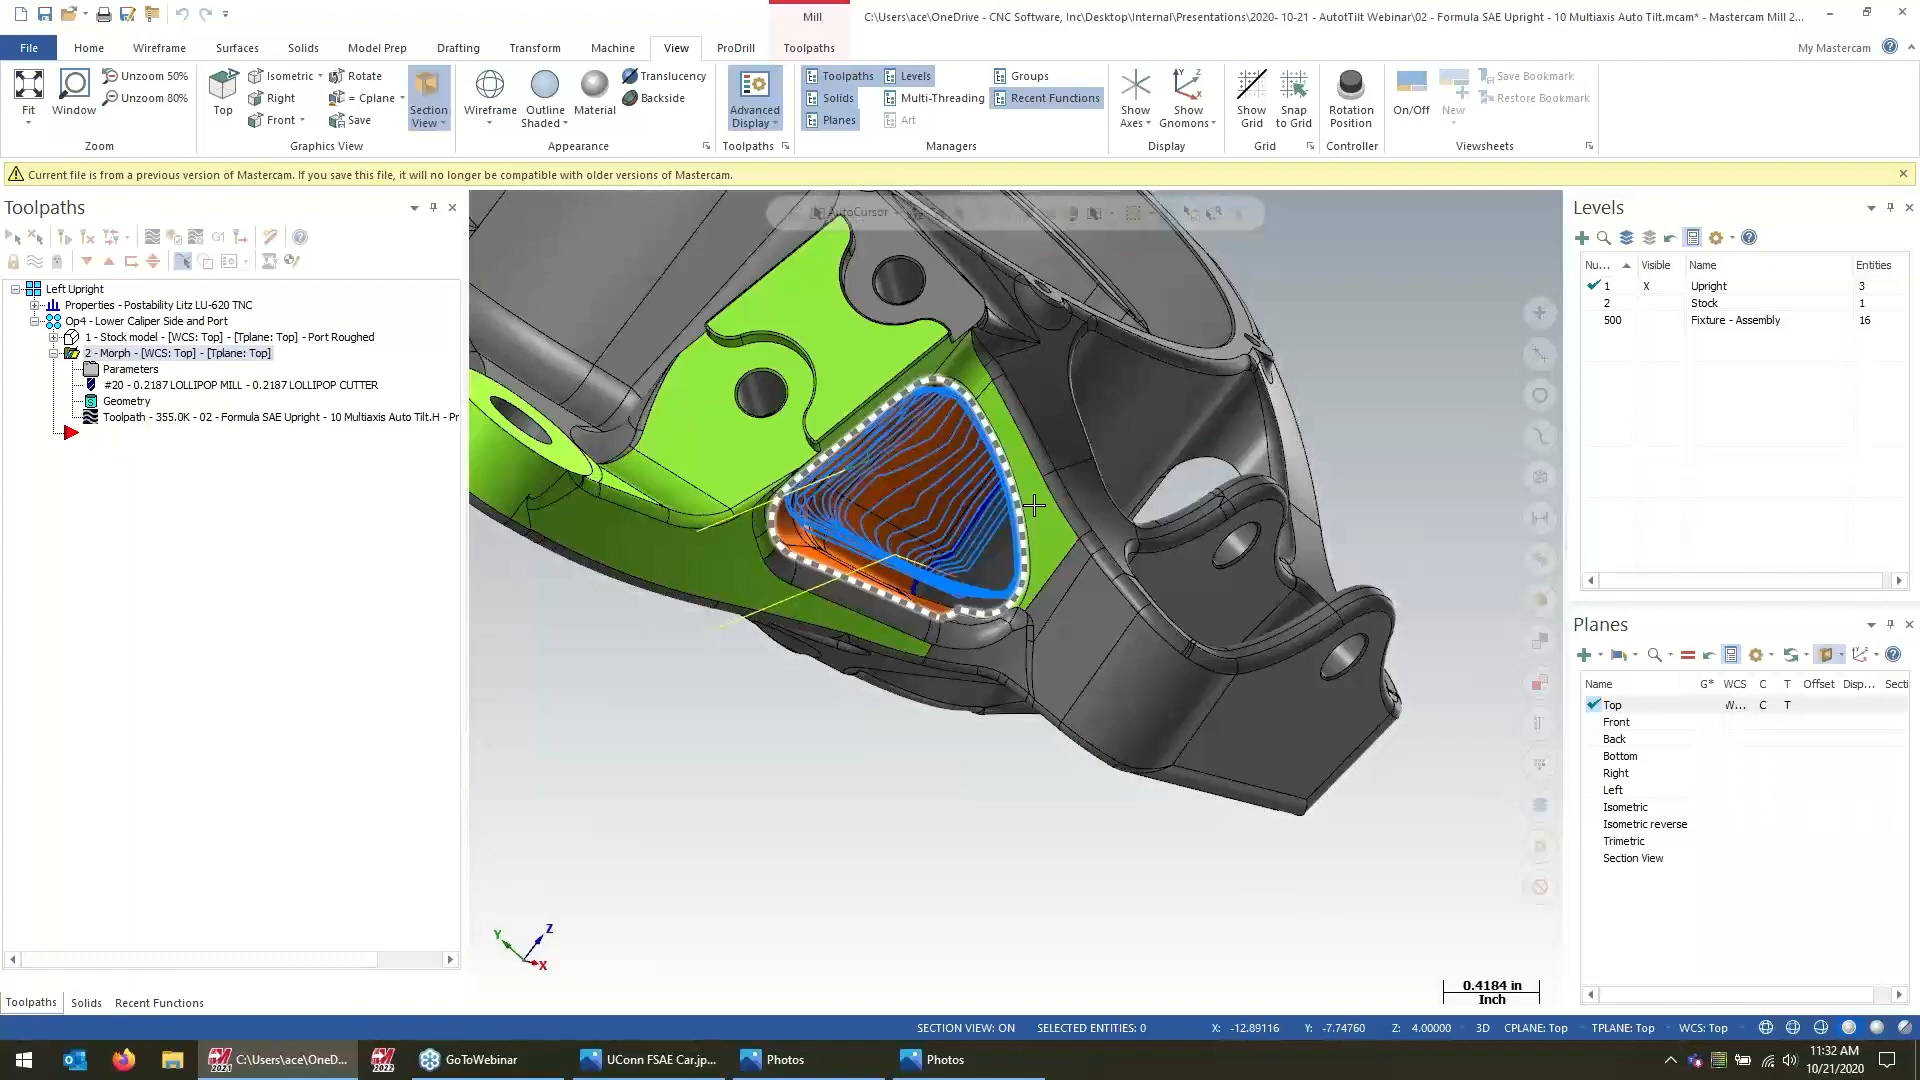 Mill
C:\Users\ace\OneDrive - CNC Software, Inc\Desktop\Internal\Presentations\2020- 10-21 - AutotTilt Webinar\02 - Formula SAE Upright - 10 Multiaxis Auto Tilt.mcam* - Mastercam Mill 2...
File Home Wireframe Surfaces Solids Model Prep Drafting Transform Machine View ProDrill Toolpaths My Mastercam
Fit Window Unzoom 50% Unzoom 80% Zoom
Top Isometric Right Front Rotate = Cplane Save Section View Graphics View
Wireframe Outline Shaded Material Translucency Backside Appearance
Advanced Display Toolpaths
Toolpaths Solids Planes Levels Multi-Threading Art Groups Recent Functions Managers
Show Axes Show Gnomons Display
Show Grid Snap to Grid Grid
Rotation Position Controller
On/Off New Save Bookmark Restore Bookmark Viewsheets
Current file is from a previous version of Mastercam. If you save this file, it will no longer be compatible with older versions of Mastercam.
Toolpaths
G1
Left Upright
Properties - Postability Litz LU-620 TNC
Op4 - Lower Caliper Side and Port
1 - Stock model - [WCS: Top] - [Tplane: Top] - Port Roughed
2 - Morph - [WCS: Top] - [Tplane: Top]
Parameters
#20 - 0.2187 LOLLIPOP MILL - 0.2187 LOLLIPOP CUTTER
Geometry
Toolpath - 355.0K - 02 - Formula SAE Upright - 10 Multiaxis Auto Tilt.H - Pr
Toolpaths Solids Recent Functions
AutoCursor
Y Z X
0.4184 in
Inch
Levels
Nu... Visible Name Entities
1 X Upright 3
2 Stock 1
500 Fixture - Assembly 16
Planes
Name G* WCS C T Offset Disp... Secti
Top W... C T
Front
Back
Bottom
Right
Left
Isometric
Isometric reverse
Trimetric
Section View
SECTION VIEW: ON SELECTED ENTITIES: 0 X: -12.89116 Y: -7.74760 Z: 4.00000 3D CPLANE: Top TPLANE: Top WCS: Top
2021 C:\Users\ace\OneD... 2022 GoToWebinar UConn FSAE Car.jp... Photos Photos
11:32 AM
10/21/2020